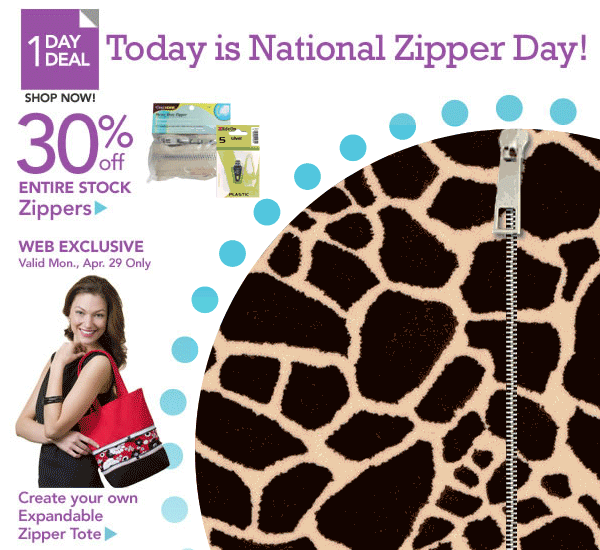 1 DAY
DEAL
Today is National Zipper Day!
SHOP NOW!
30%
off
ENTIRE STOCK
Zippers
WEB EXCLUSIVE
Valid Mon., Apr. 29 Only
5
PLASTIC
Create your own
Expandable
Zipper Tote